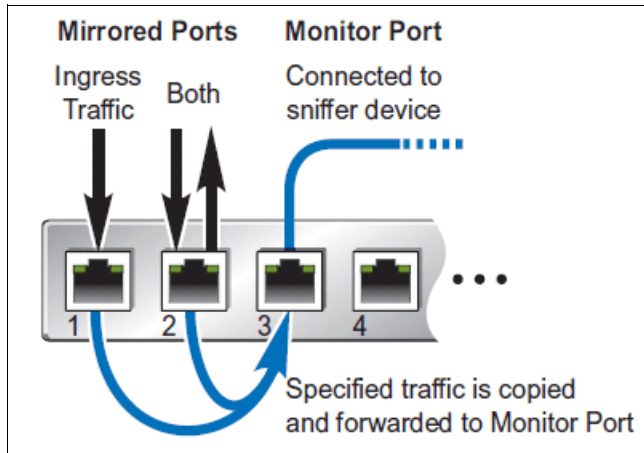 Mirrored Ports
Monitor Port
Ingress
Traffic
Both
Connected to
sniffer device
1
2
3
4
Specified traffic is copied
and forwarded to Monitor Port